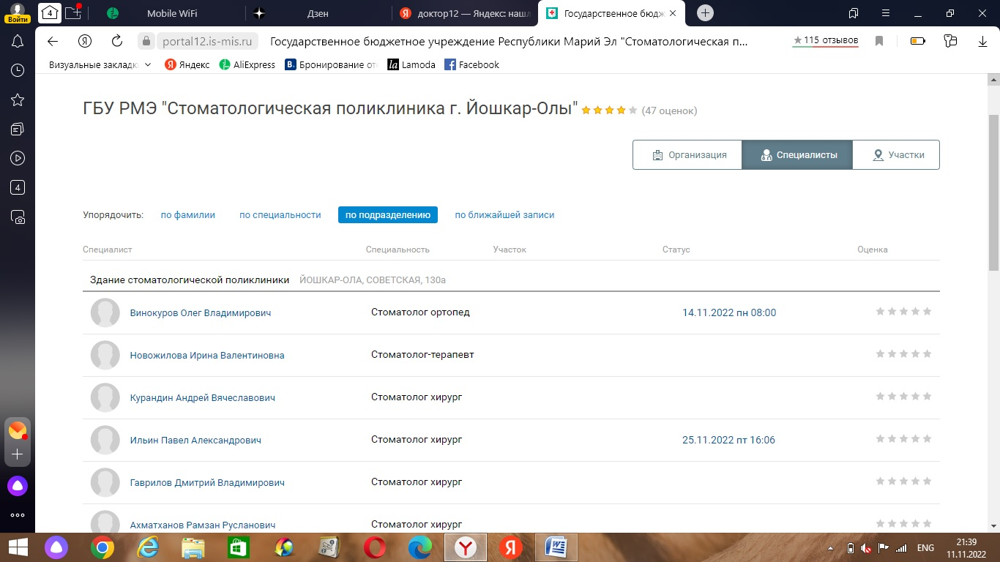 Войти
Mobile WiFi
Дзен
доктор12 — Яндекс: нашл
Государственное бюдж
portal12.is-mis.ru
Государственное бюджетное учреждение Республики Марий Эл "Стоматологическая п...
115 отзывов
Визуальные закладк
Яндекс
AliExpress
Бронирование от
Lamoda
Facebook
ГБУ РМЭ "Стоматологическая поликлиника г. Йошкар-Олы" (47 оценок)
Организация
Специалисты
Участки
Упорядочить: по фамилии по специальности по подразделению по ближайшей записи
Специалист Специальность Участок Статус Оценка
Здание стоматологической поликлиники ЙОШКАР-ОЛА, СОВЕТСКАЯ, 130а
Винокуров Олег Владимирович Стоматолог ортопед 14.11.2022 пн 08:00
Новожилова Ирина Валентиновна Стоматолог-терапевт
Курандин Андрей Вячеславович Стоматолог хирург
Ильин Павел Александрович Стоматолог хирург 25.11.2022 пт 16:06
Гаврилов Дмитрий Владимирович Стоматолог хирург
Ахматханов Рамзан Русланович Стоматолог хирург
4
ENG
21:39
11.11.2022